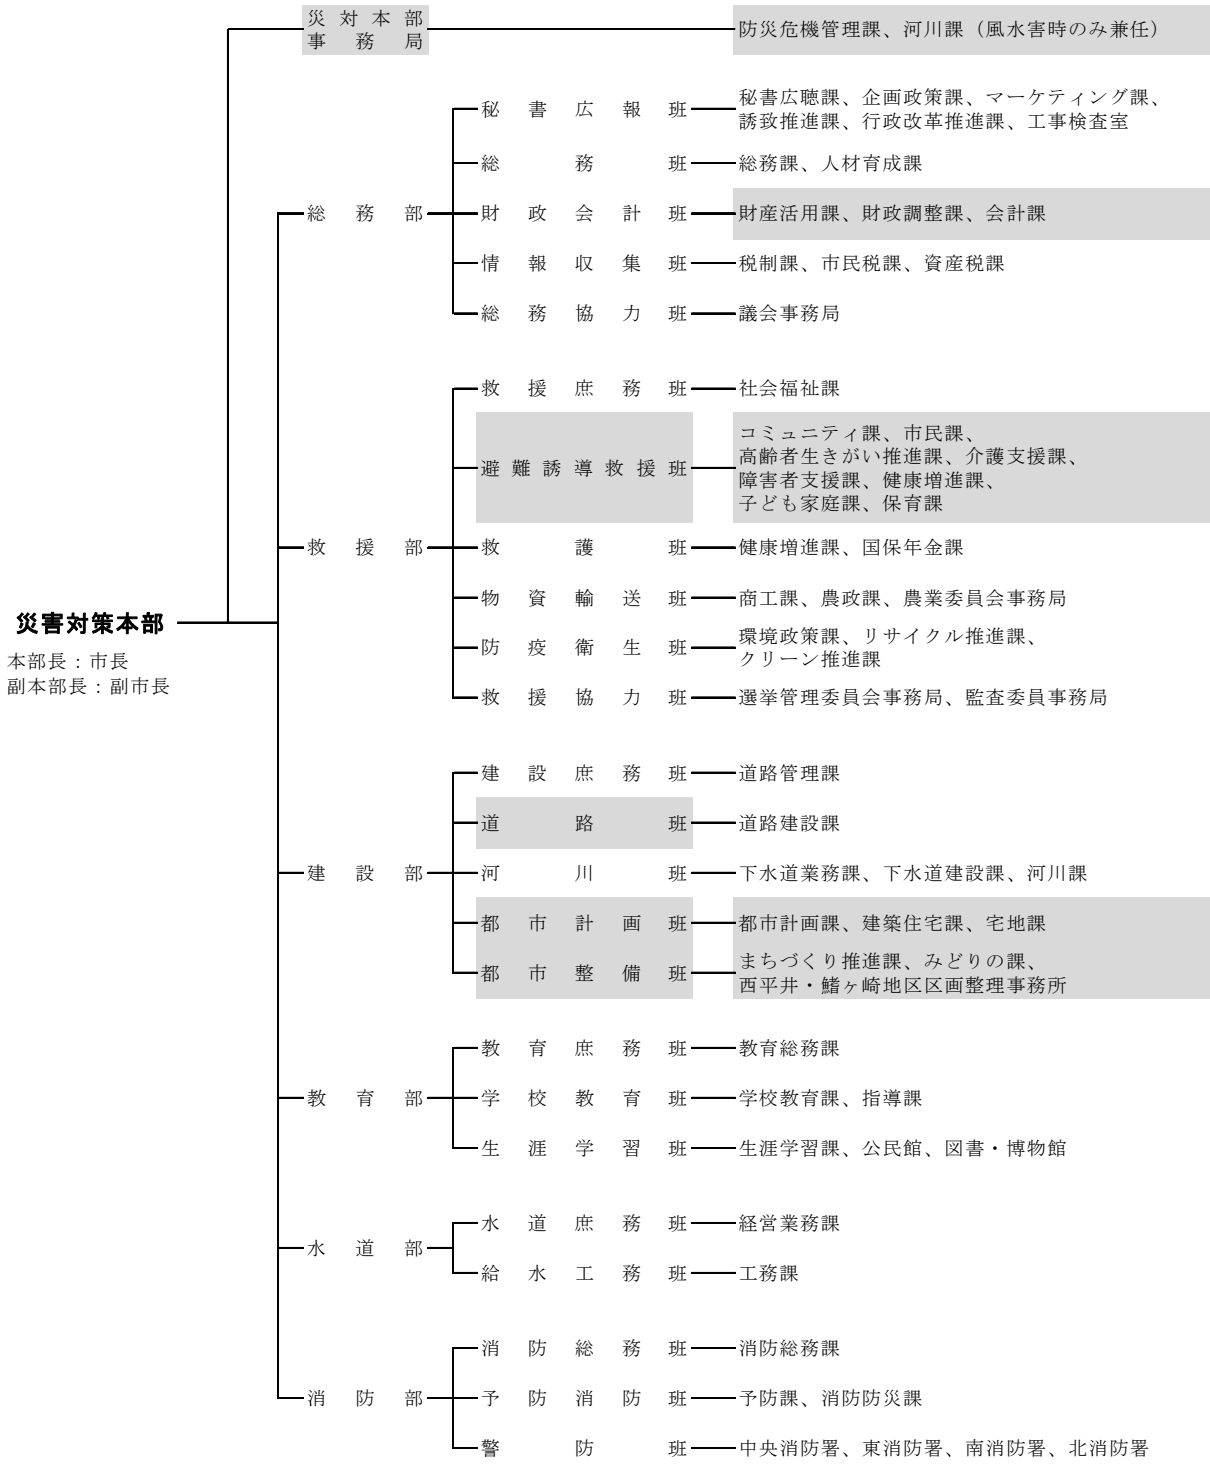 災対本部
事務局
防災危機管理課、河川課（風水害時のみ兼任）
秘書広報班
秘書広聴課、企画政策課、マーケティング課、
誘致推進課、行政改革推進課、工事検査室
総務班
総務課、人材育成課
総務部
財政会計班
財産活用課、財政調整課、会計課
情報収集班
税制課、市民税課、資産税課
総務協力班
議会事務局
救援庶務班
社会福祉課
避難誘導救援班
コミュニティ課、市民課、
高齢者生きがい推進課、介護支援課、
障害者支援課、健康増進課、
子ども家庭課、保育課
救援部
救護班
健康増進課、国保年金課
物資輸送班
商工課、農政課、農業委員会事務局
災害対策本部
本部長：市長
副本部長：副市長
防疫衛生班
環境政策課、リサイクル推進課、
クリーン推進課
救援協力班
選挙管理委員会事務局、監査委員事務局
建設庶務班
道路管理課
道路班
道路建設課
建設部
河川班
下水道業務課、下水道建設課、河川課
都市計画班
都市計画課、建築住宅課、宅地課
都市整備班
まちづくり推進課、みどりの課、
西平井・鰭ヶ崎地区区画整理事務所
教育庶務班
教育総務課
教育部
学校教育班
学校教育課、指導課
生涯学習班
生涯学習課、公民館、図書・博物館
水道庶務班
経営業務課
水道部
給水工務班
工務課
消防総務班
消防総務課
消防部
予防消防班
予防課、消防防災課
警防班
中央消防署、東消防署、南消防署、北消防署